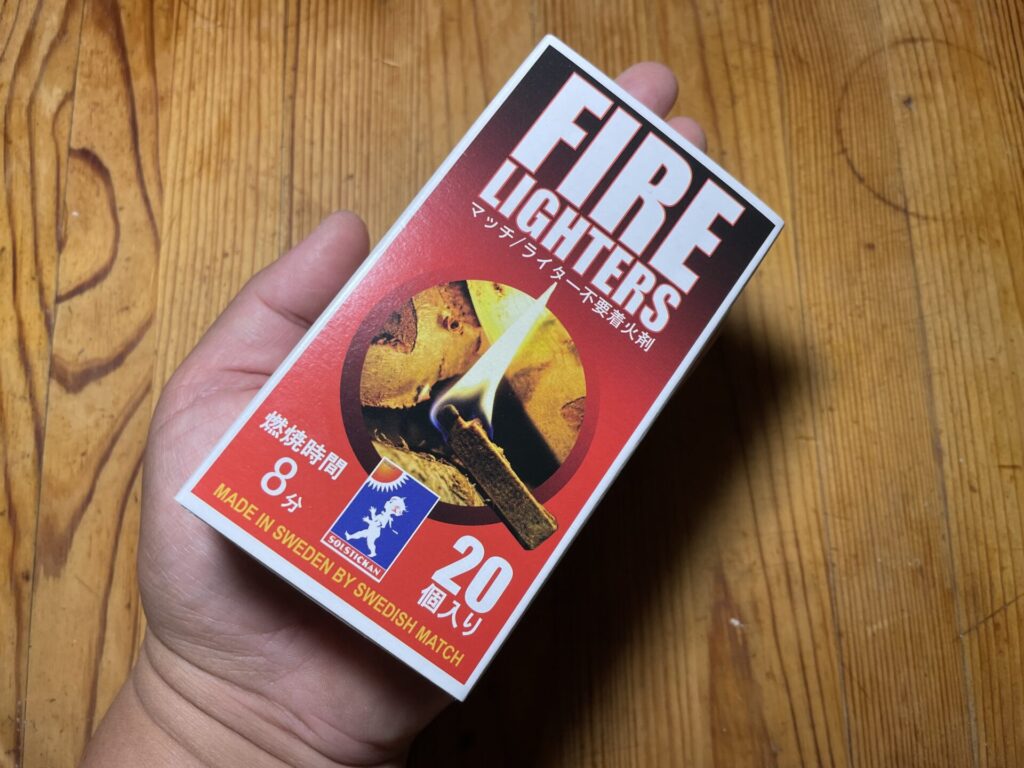 FIRE
LIGHTERS
マッチ/ライター不要着火剤
燃焼時間
8分
SOLSTICKAN
20
個入り
MADE IN SWEDEN BY SWEDISH MATCH